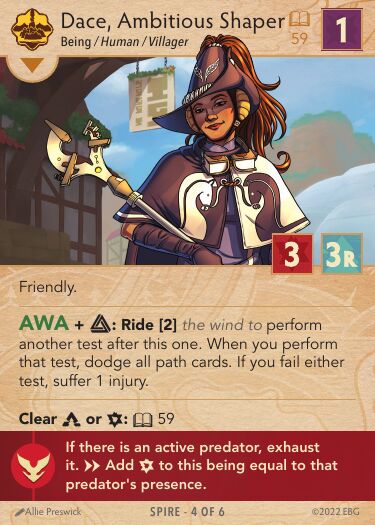 Dace, Ambitious Shaper
59
1
Being / Human / Villager
3
3R
Friendly.
AWA + : Ride [2] the wind to perform
another test after this one. When you perform
that test, dodge all path cards. If you fail either
test, suffer 1 injury.
Clear or : 59
If there is an active predator, exhaust
it. Add to this being equal to that
predator's presence.
Allie Preswick
SPIRE - 4 OF 6
©2022 EBG